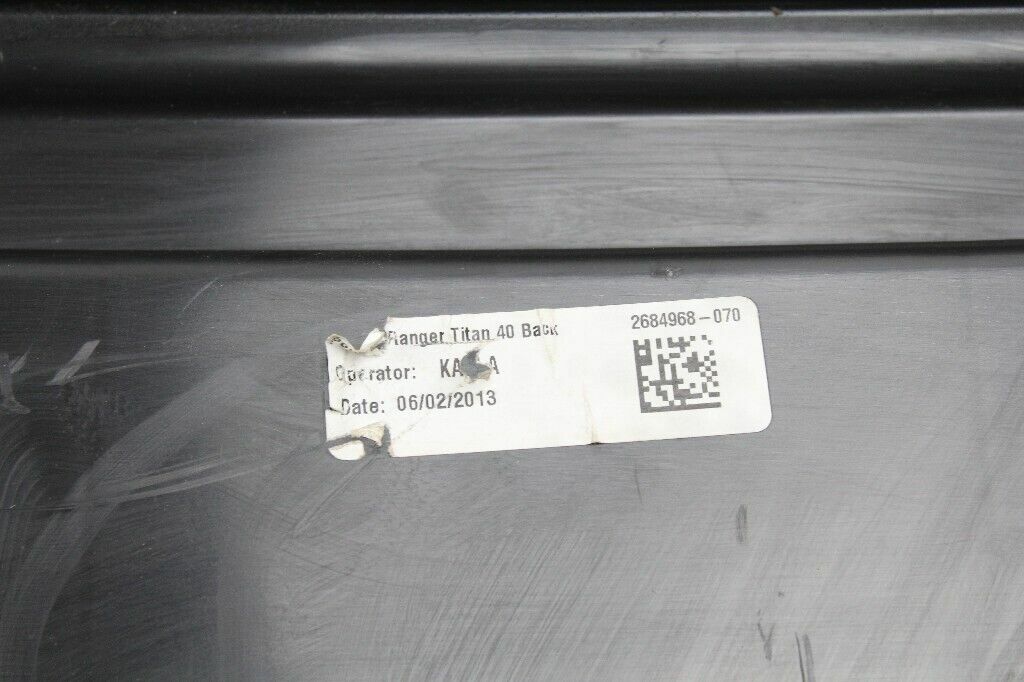 Ranger Titan 40 Back
2684968-070
Operator:
Date: 06/02/2013